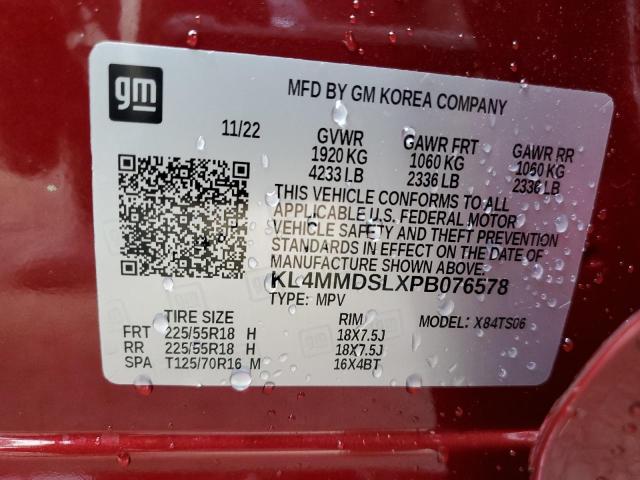 gm
MFD BY GM KOREA COMPANY
11/22 GVWR GAWR FRT GAWR RR
1920 KG 1060 KG 1060 KG
4233 LB 2336 LB 2336 LB
THIS VEHICLE CONFORMS TO ALL
APPLICABLE U.S. FEDERAL MOTOR
VEHICLE SAFETY AND THEFT PREVENTION
STANDARDS IN EFFECT ON THE DATE OF
MANUFACTURE SHOWN ABOVE.
KL4MMDSLXPB076578
TYPE: MPV
TIRE SIZE RIM MODEL: X84TS06
FRT 225/55R18 H 18X7.5J
RR 225/55R18 H 18X7.5J
SPA T125/70R16 M 16X4BT